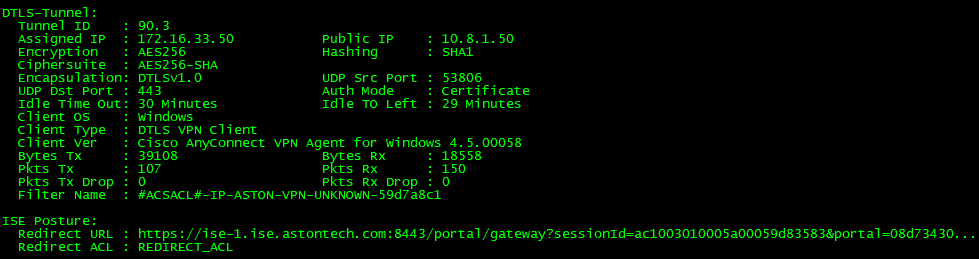 DTLS-Tunnel:
Tunnel ID : 90.3
Assigned IP : 172.16.33.50 Public IP : 10.8.1.50
Encryption : AES256 Hashing : SHA1
Ciphersuite : AES256-SHA
Encapsulation: DTLSv1.0 UDP Src Port : 53806
UDP Dst Port : 443 Auth Mode : Certificate
Idle Time Out: 30 Minutes Idle TO Left : 29 Minutes
Client OS : Windows
Client Type : DTLS VPN Client
Client Ver : Cisco AnyConnect VPN Agent for Windows 4.5.00058
Bytes Tx : 39108 Bytes Rx : 18558
Pkts Tx : 107 Pkts Rx : 150
Pkts Tx Drop : 0 Pkts Rx Drop : 0
Filter Name : #ACSACL#-IP-ASTON-VPN-UNKNOWN-59d7a8c1
ISE Posture:
Redirect URL : https://ise-1.ise.astontech.com:8443/portal/gateway?sessionId=ac1003010005a00059d83583&portal=08d73430...
Redirect ACL : REDIRECT_ACL